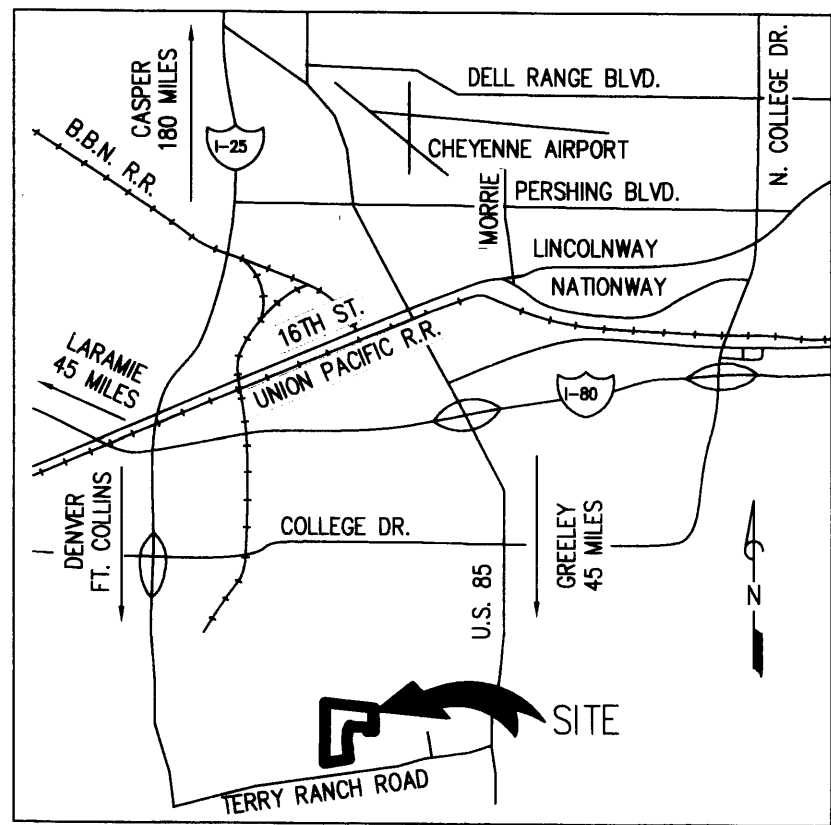 CASPER
180 MILES
I-25
B.B.N. R.R.
DELL RANGE BLVD.
N. COLLEGE DR.
CHEYENNE AIRPORT
MORRIE
PERSHING BLVD.
LINCOLNWAY
NATIONWAY
16TH ST.
UNION PACIFIC R.R.
LARAMIE
45 MILES
I-80
DENVER
FT. COLLINS
COLLEGE DR.
U.S. 85
GREELEY
45 MILES
N
SITE
TERRY RANCH ROAD